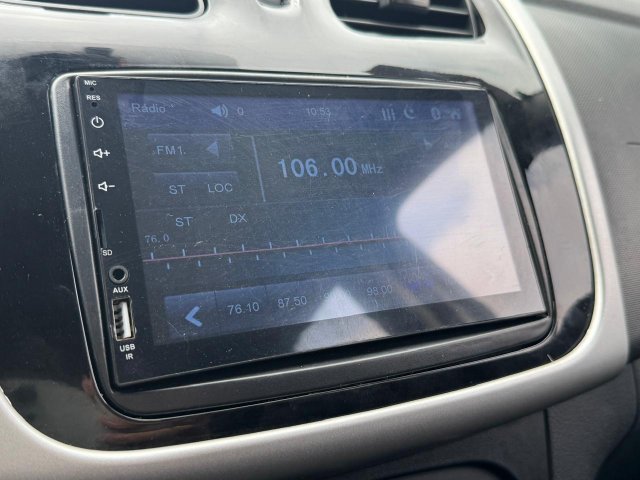 MIC
RES
Rádio
0
10:53
FM1
106.00 MHz
ST LOC
ST DX
76.0
SD
AUX
USB
IR
76.10 87.50 98.00